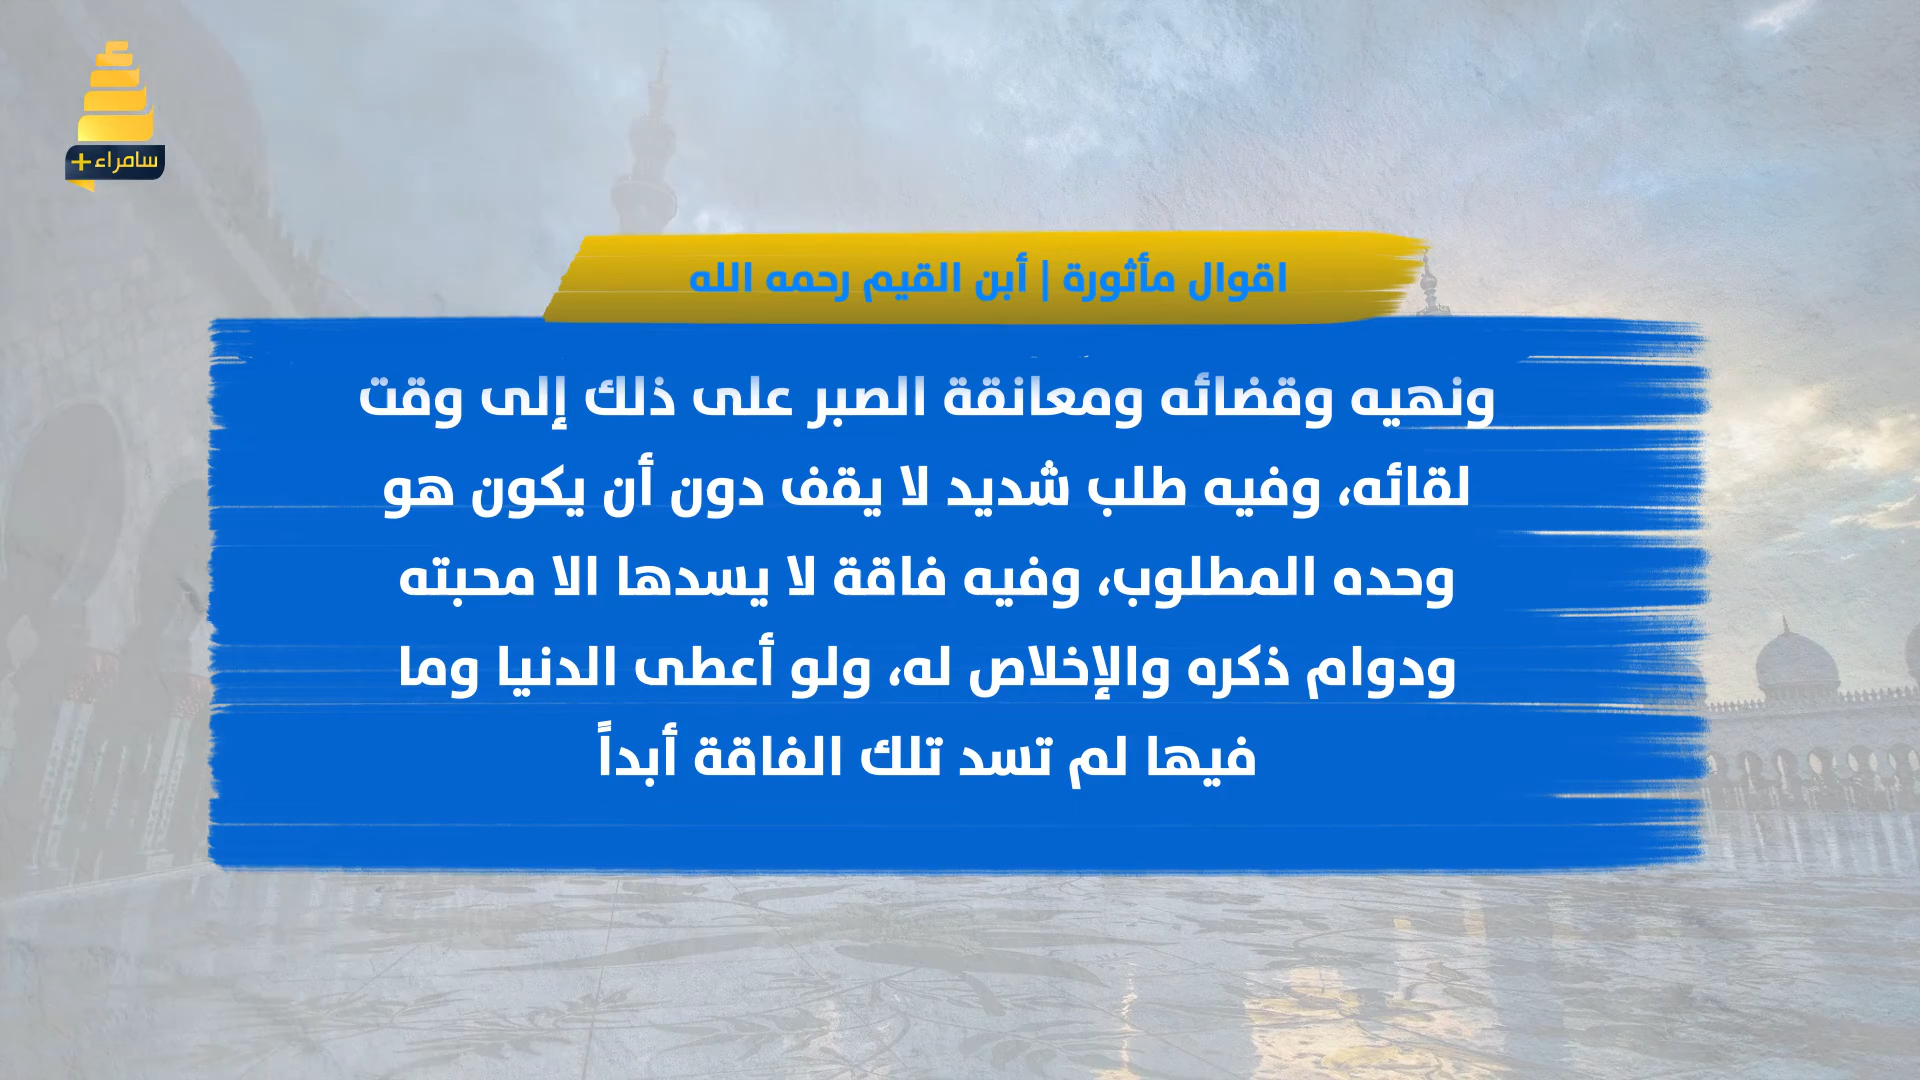 سامراء+
اقوال مأثورة | أبن القيم رحمه الله
ونهيه وقضائه ومعانقة الصبر على ذلك إلى وقت
لقائه، وفيه طلب شديد لا يقف دون أن يكون هو
وحده المطلوب، وفيه فاقة لا يسدها الا محبته
ودوام ذكره والإخلاص له، ولو أعطى الدنيا وما
فيها لم تسد تلك الفاقة أبداً